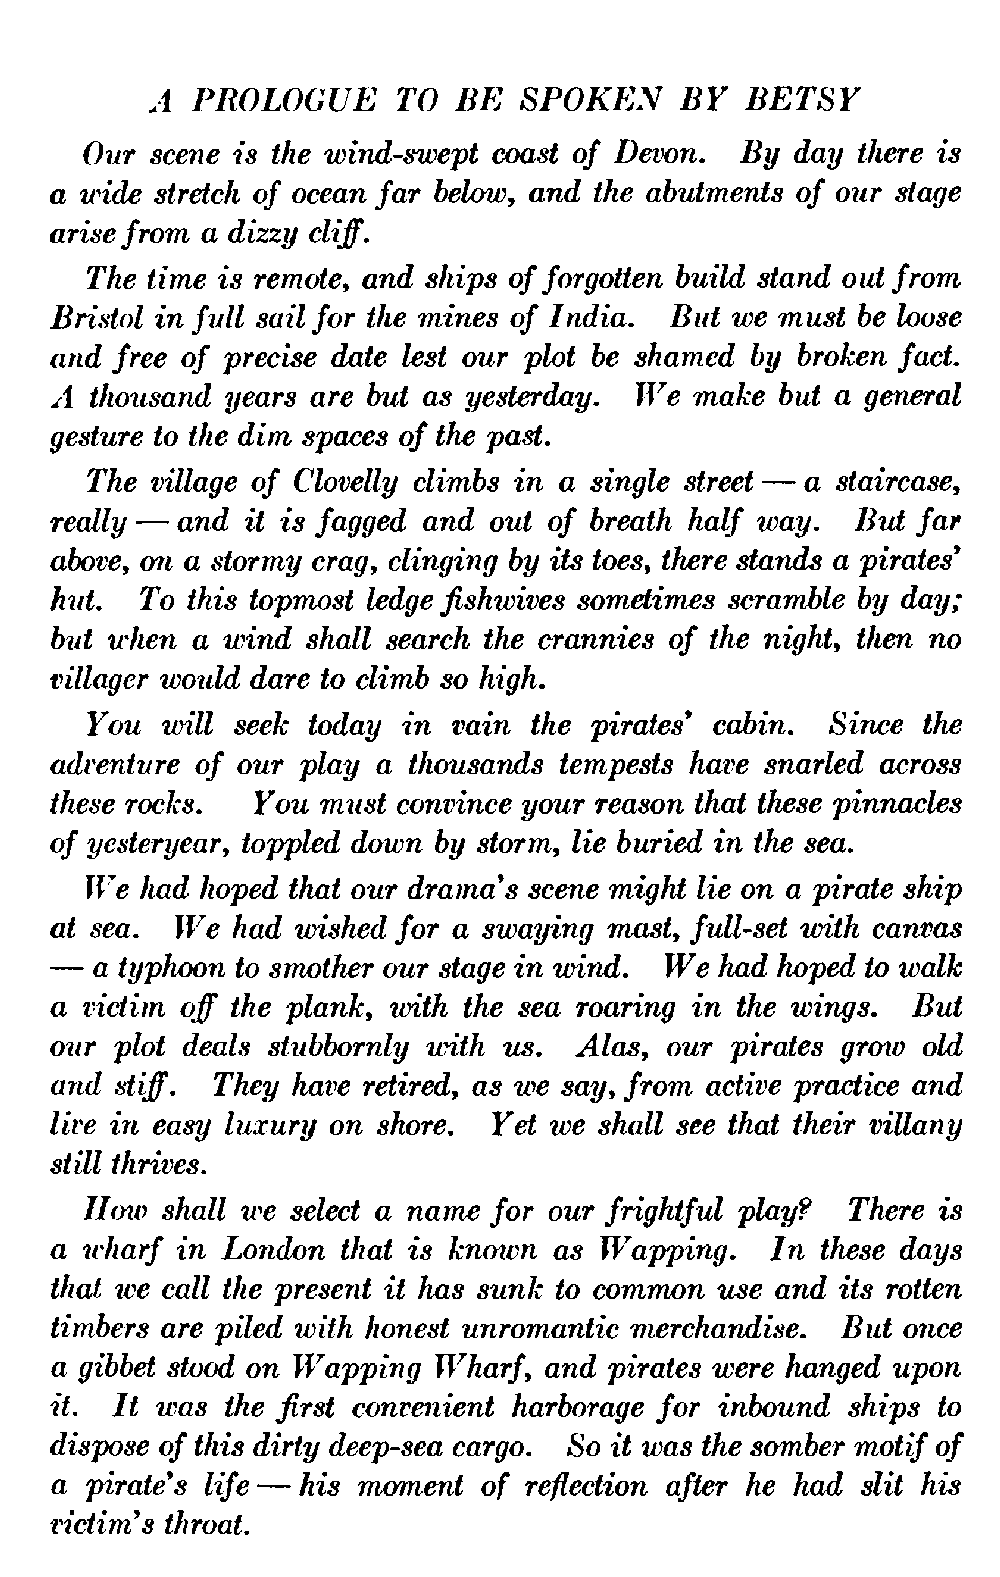 A PROLOGUE TO BE SPOKEN BY BETSY
Our scene is the wind-swept coast of Devon. By day there is
a wide stretch of ocean far below, and the abutments of our stage
arise from a dizzy cliff.
The time is remote, and ships of forgotten build stand out from
Bristol in full sail for the mines of India. But we must be loose
and free of precise date lest our plot be shamed by broken fact.
A thousand years are but as yesterday. We make but a general
gesture to the dim spaces of the past.
The village of Clovelly climbs in a single street — a staircase,
really — and it is fagged and out of breath half way. But far
above, on a stormy crag, clinging by its toes, there stands a pirates'
hut. To this topmost ledge fishwives sometimes scramble by day;
but when a wind shall search the crannies of the night, then no
villager would dare to climb so high.
You will seek today in vain the pirates' cabin. Since the
adventure of our play a thousands tempests have snarled across
these rocks. You must convince your reason that these pinnacles
of yesteryear, toppled down by storm, lie buried in the sea.
We had hoped that our drama's scene might lie on a pirate ship
at sea. We had wished for a swaying mast, full-set with canvas
— a typhoon to smother our stage in wind. We had hoped to walk
a victim off the plank, with the sea roaring in the wings. But
our plot deals stubbornly with us. Alas, our pirates grow old
and stiff. They have retired, as we say, from active practice and
live in easy luxury on shore. Yet we shall see that their villany
still thrives.
How shall we select a name for our frightful play? There is
a wharf in London that is known as Wapping. In these days
that we call the present it has sunk to common use and its rotten
timbers are piled with honest unromantic merchandise. But once
a gibbet stood on Wapping Wharf, and pirates were hanged upon
it. It was the first convenient harborage for inbound ships to
dispose of this dirty deep-sea cargo. So it was the somber motif of
a pirate's life — his moment of reflection after he had slit his
victim's throat.